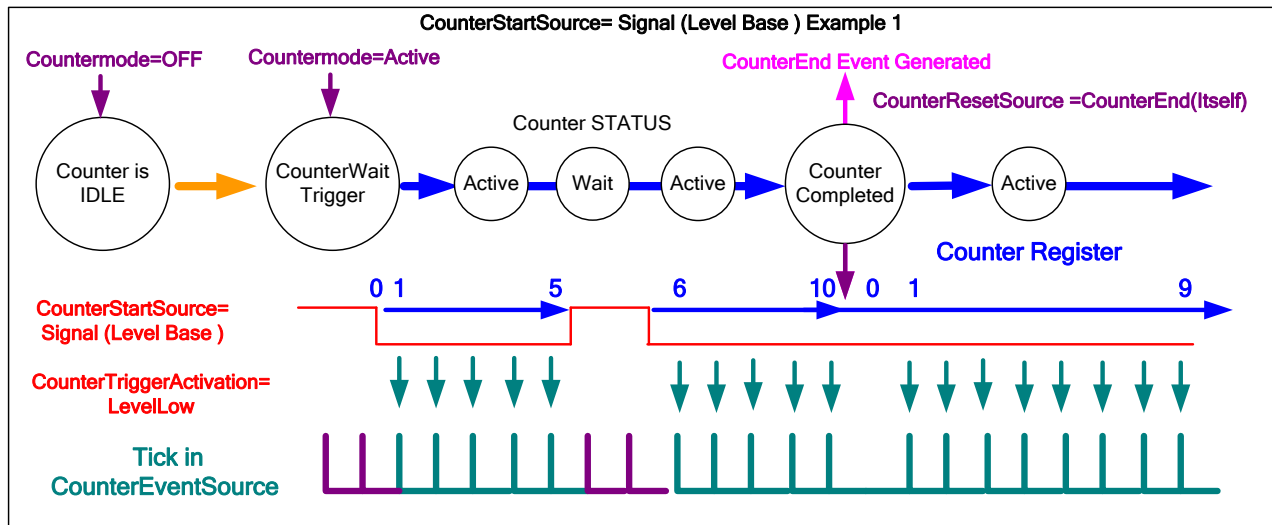 CounterStartSource= Signal (Level Base ) Example 1
Countermode=OFF
Countermode=Active
CounterEnd Event Generated
CounterResetSource =CounterEnd(Itself)
Counter STATUS
Counter is
IDLE
CounterWait
Trigger
Active
Wait
Active
Counter
Completed
Active
Counter Register
0 1 5 6 10 0 1 9
CounterStartSource=
Signal (Level Base )
CounterTriggerActivation=
LevelLow
Tick in
CounterEventSource